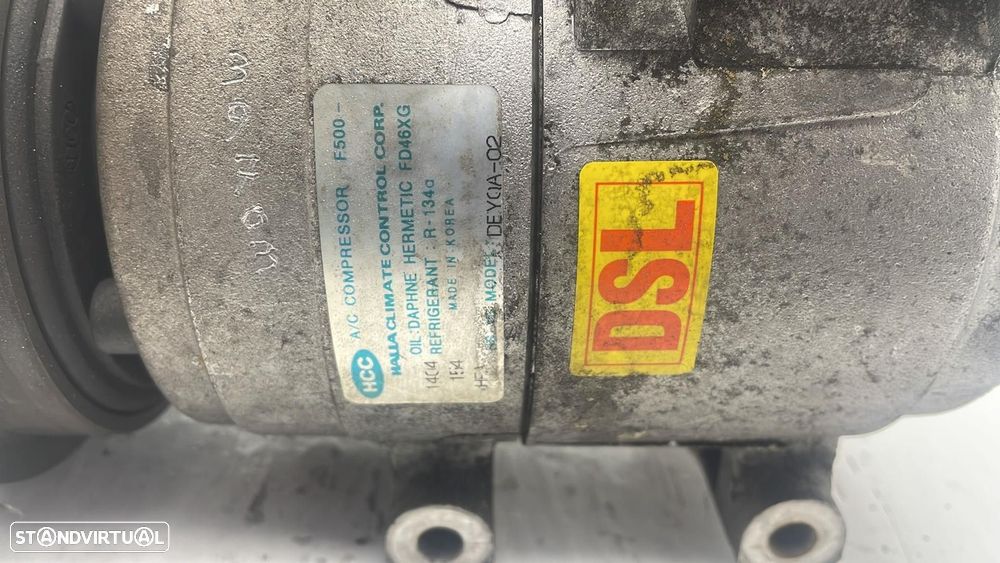 HCC A/C COMPRESSOR F500-
HALLA CLIMATE CONTROL CORP.
OIL:DAPHNE HERMETIC FD46XG
REFRIGERANT : R-134a
MADE IN KOREA
MODEL: DEYQIA-02
DSL
STANDVIRTUAL